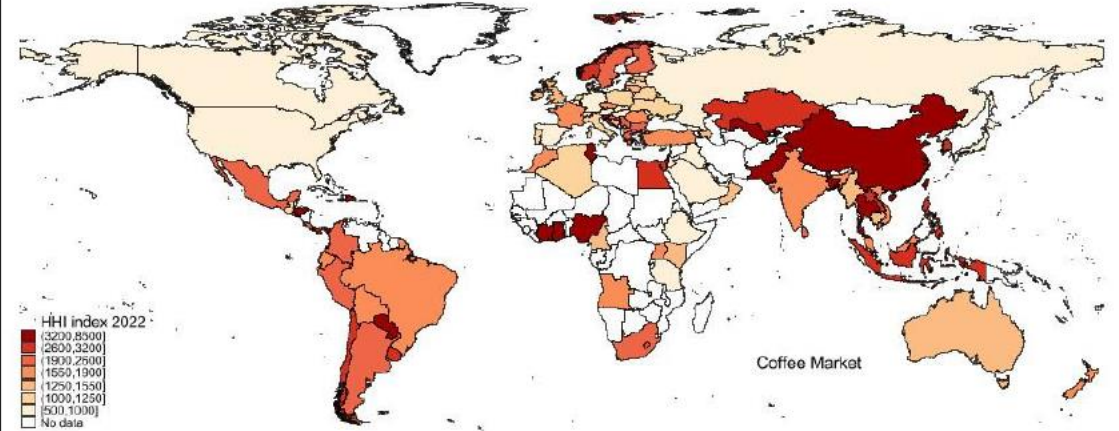 HHI index 2022
(3200,8500]
(2600,3200]
(1900,2600]
(1550,1900]
(1250,1550]
(1000,1250]
[500,1000]
No data
Coffee Market